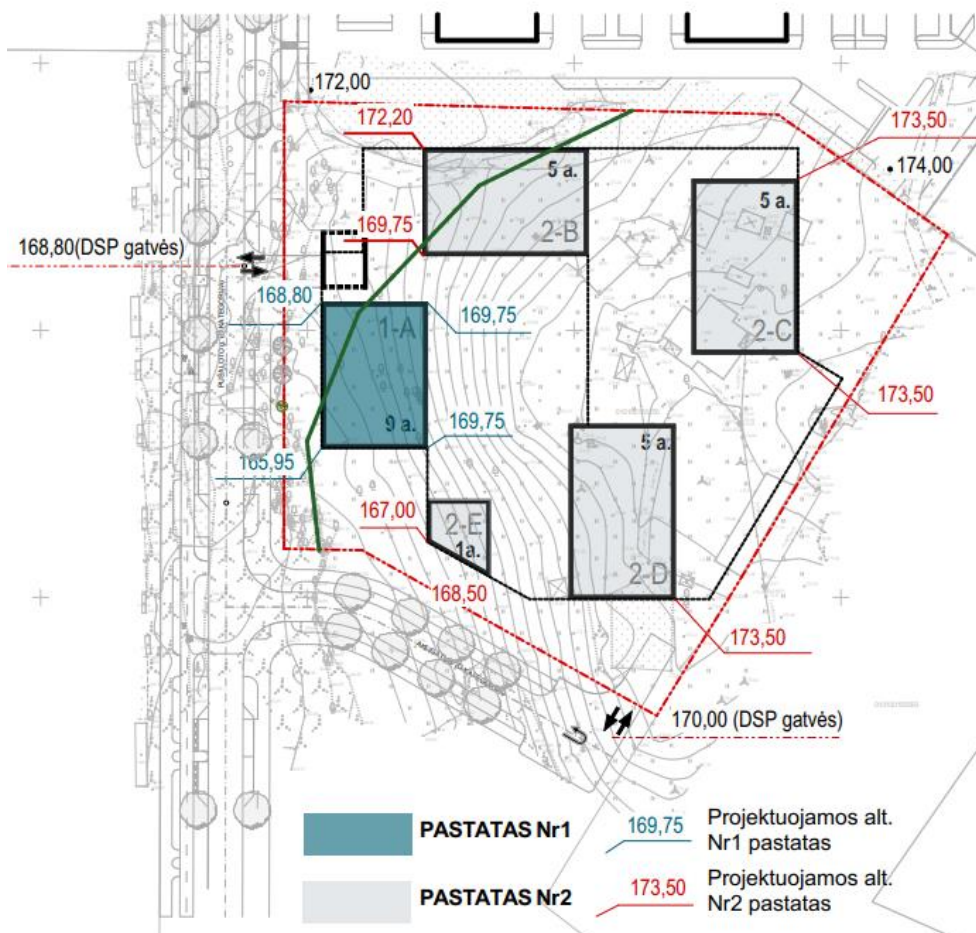 172,00
172,20
173,50
5 a.
174,00
5 a.
169,75
2-B
168,80(DSP gatvės)
168,80
1-A
169,75
2-C
173,50
9 a.
169,75
5 a.
165,95
167,00
2-E
1a.
2-D
168,50
173,50
170,00 (DSP gatvės)
PASTATAS Nr1
169,75
Projektuojamos alt.
Nr1 pastatas
PASTATAS Nr2
173,50
Projektuojamos alt.
Nr2 pastatas